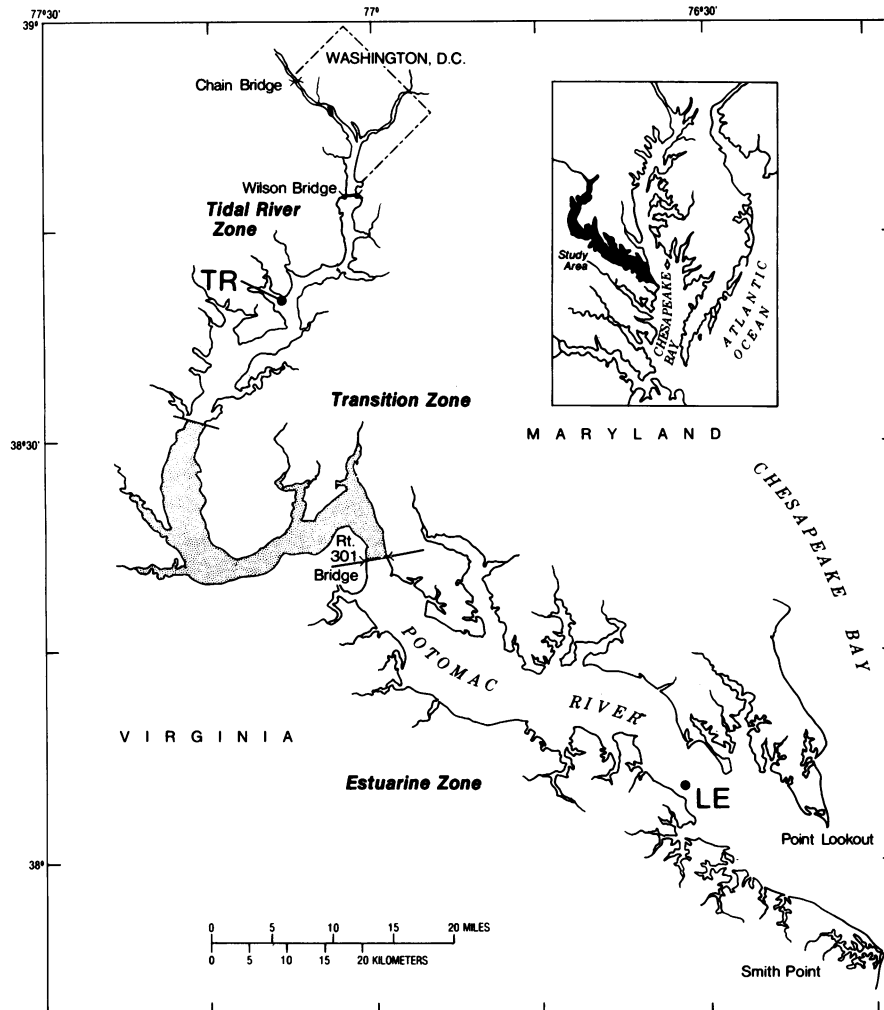 77°30'
77°
76°30'
39°
WASHINGTON, D.C.
Chain Bridge
Wilson Bridge
Tidal River
Zone
TR
Study
Area
CHESAPEAKE
BAY
ATLANTIC
OCEAN
Transition Zone
MARYLAND
38°30'
CHESAPEAKE BAY
Rt.
301
Bridge
POTOMAC RIVER
VIRGINIA
Estuarine Zone
LE
Point Lookout
38°
0 5 10 15 20 MILES
0 5 10 15 20 KILOMETERS
Smith Point